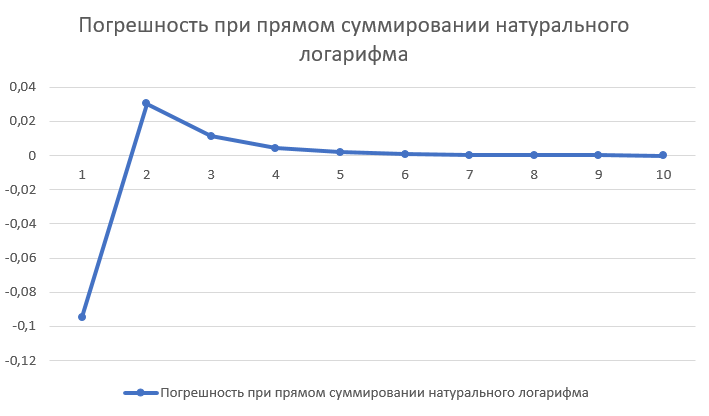 Погрешность при прямом суммировании натурального
логарифма
0,04
0,02
0
-0,02
-0,04
-0,06
-0,08
-0,1
-0,12
1 2 3 4 5 6 7 8 9 10
Погрешность при прямом суммировании натурального логарифма